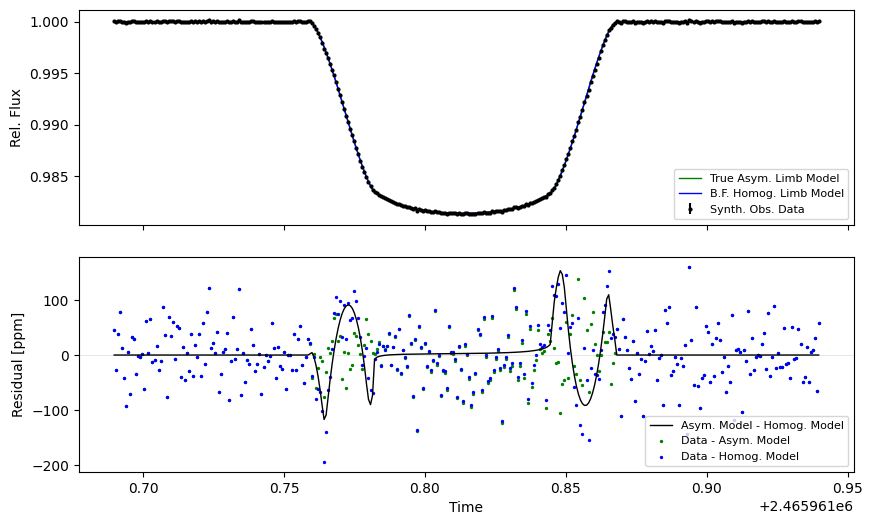 1.000
0.995
0.990
0.985
Rel. Flux
True Asym. Limb Model
B.F. Homog. Limb Model
Synth. Obs. Data
100
0
−100
−200
Residual [ppm]
Asym. Model - Homog. Model
Data - Asym. Model
Data - Homog. Model
0.70
0.75
0.80
0.85
0.90
0.95
Time
+2.465961e6